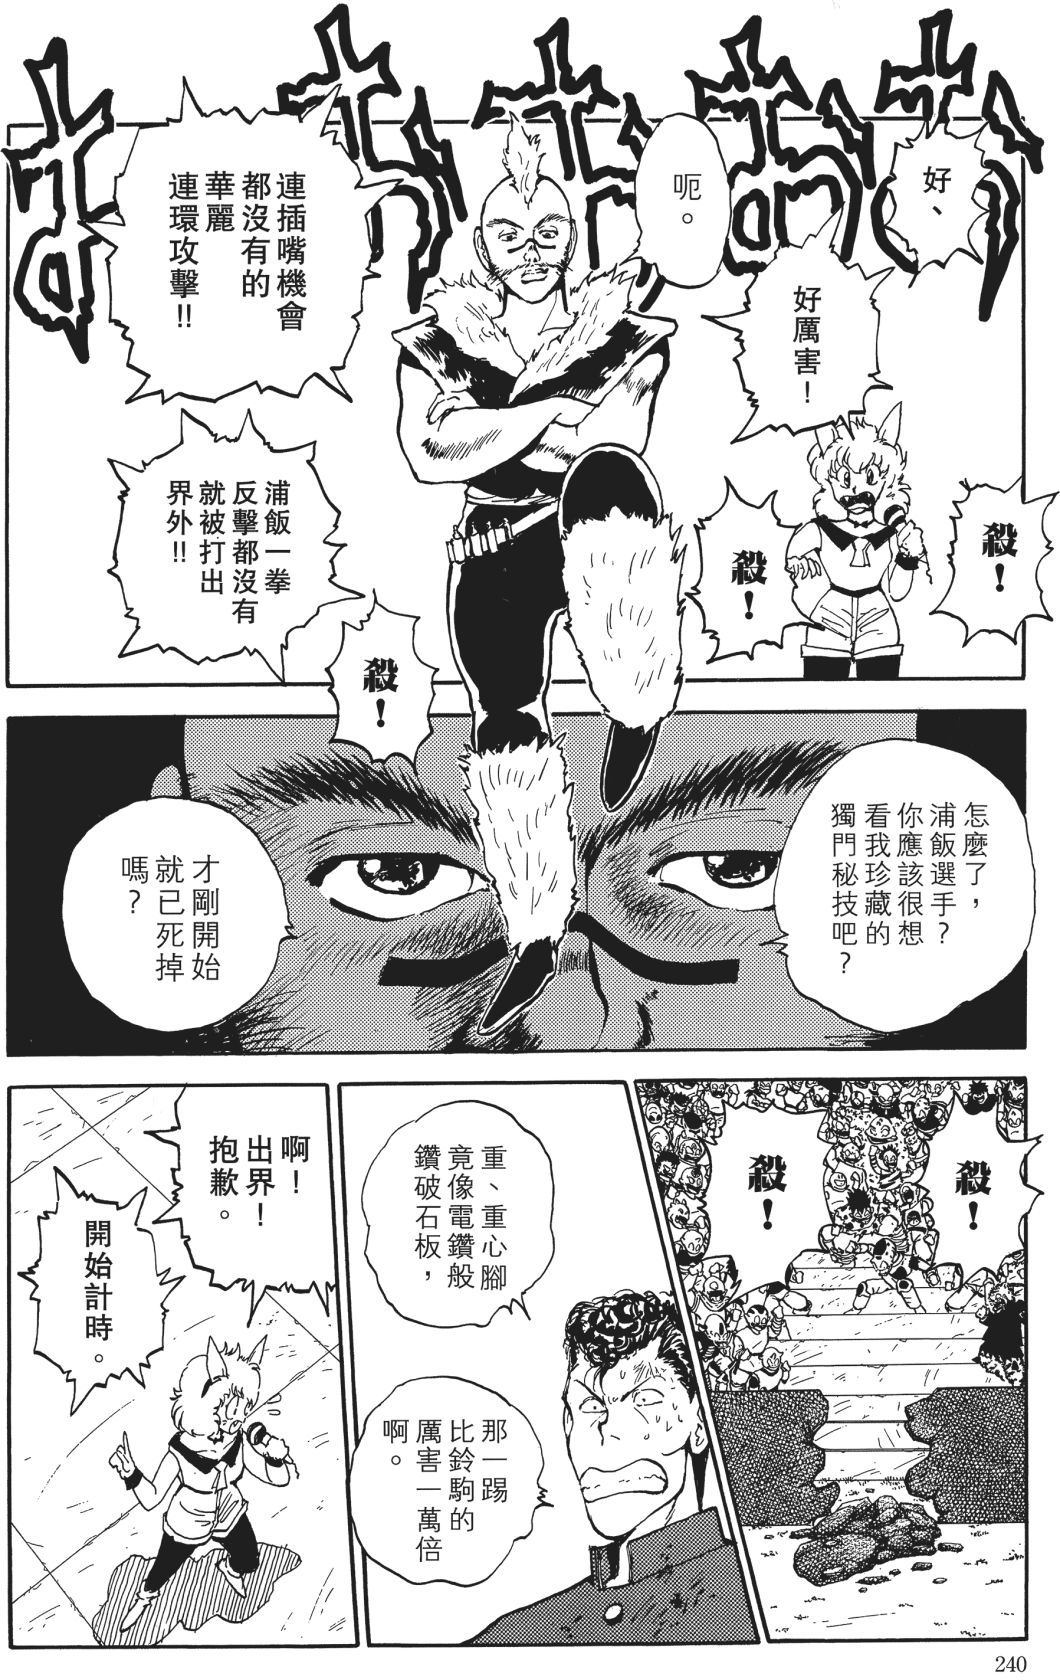 好、
好厲害！
呃。
連插嘴機會
都沒有的
華麗
連環攻擊!!
浦飯一拳
反擊都沒有
就被打出
界外!!
殺！
殺！
殺！
怎麼了，
浦飯選手？
你應該很想
看我珍藏的
獨門秘技吧？
才剛開始
就已死掉
嗎？
殺！
殺！
重、重心腳
竟像電鑽般
鑽破石板，
那一踢
比鈴駒的
厲害一萬倍
啊。
啊！
出界！
抱歉。
開始計時。
240